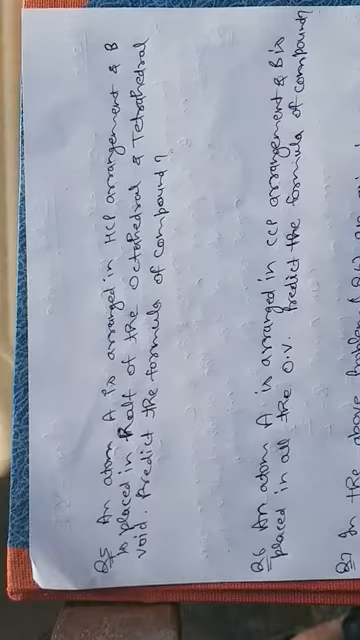 Q5 An atom A is arranged in HCP arrangement & B
is placed in half of the Octahedral & Tetrahedral
void. Predict the formula of compound?
Q6 An atom A is arranged in CCP arrangement & B is
placed in all the O.V. Predict the formula of compound?
Q7 In the above